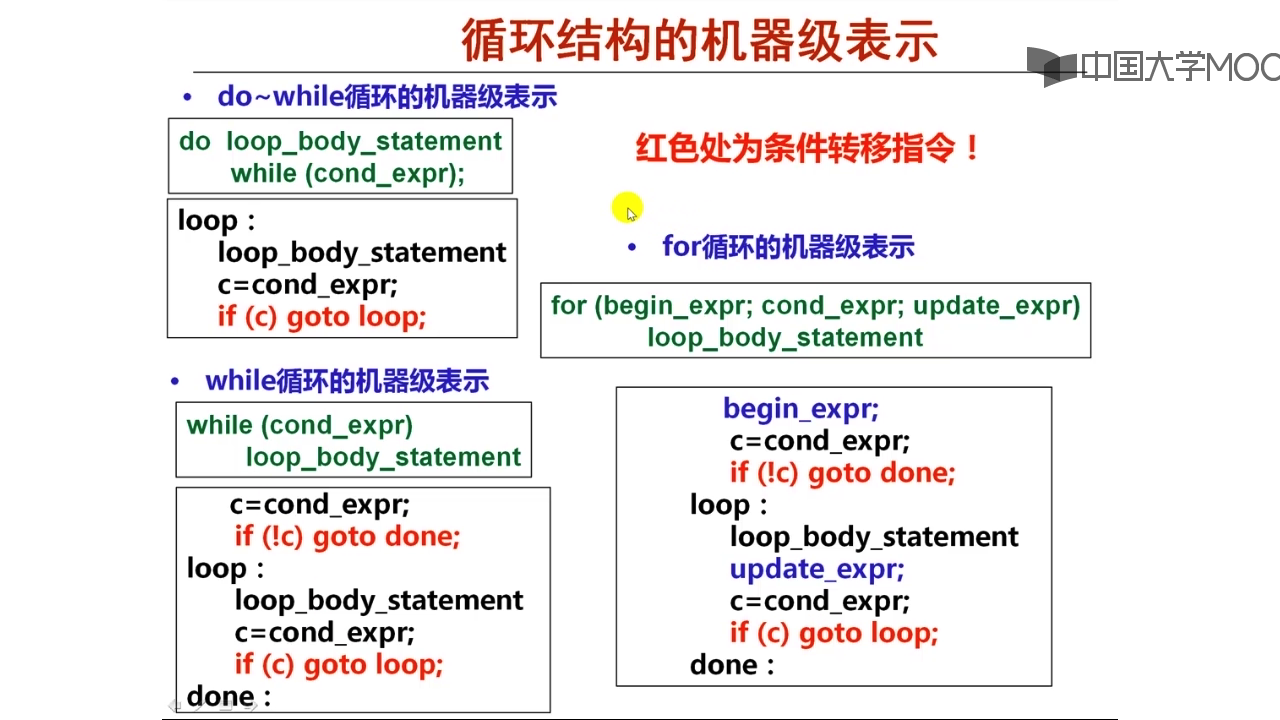 循环结构的机器级表示
中国大学MOO
• do~while循环的机器级表示
do loop_body_statement
while (cond_expr);
loop :
loop_body_statement
c=cond_expr;
if (c) goto loop;
• while循环的机器级表示
while (cond_expr)
loop_body_statement
c=cond_expr;
if (!c) goto done;
loop :
loop_body_statement
c=cond_expr;
if (c) goto loop;
done :
红色处为条件转移指令！
• for循环的机器级表示
for (begin_expr; cond_expr; update_expr)
loop_body_statement
begin_expr;
c=cond_expr;
if (!c) goto done;
loop :
loop_body_statement
update_expr;
c=cond_expr;
if (c) goto loop;
done :